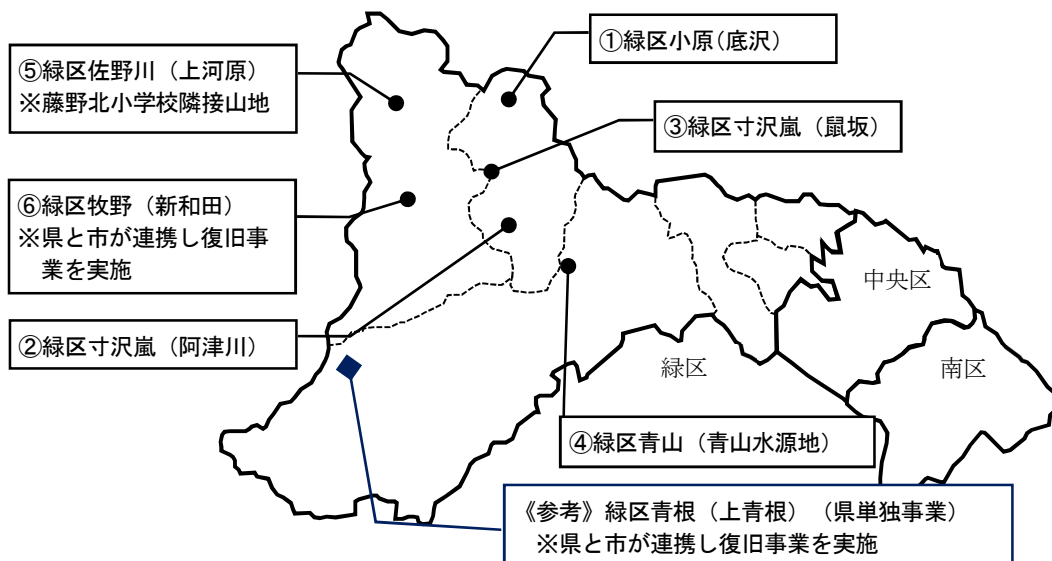 ①緑区小原（底沢）
⑤緑区佐野川（上河原）
※藤野北小学校隣接山地
③緑区寸沢嵐（鼠坂）
⑥緑区牧野（新和田）
※県と市が連携し復旧事
業を実施
中央区
②緑区寸沢嵐（阿津川）
緑区
南区
④緑区青山（青山水源地）
《参考》緑区青根（上青根）（県単独事業）
※県と市が連携し復旧事業を実施